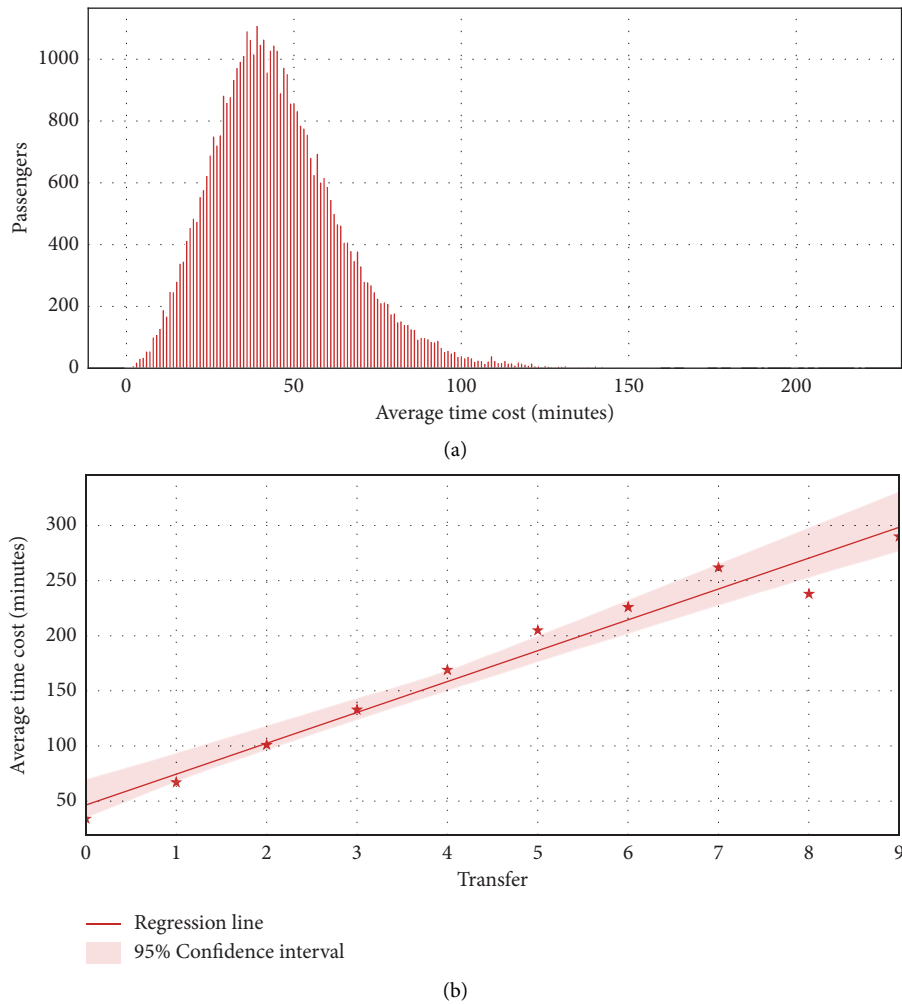 1000
800
600
400
200
0
Passengers
0 50 100 150 200
Average time cost (minutes)
(a)
300
250
200
150
100
50
Average time cost (minutes)
0 1 2 3 4 5 6 7 8 9
Transfer
Regression line
95% Confidence interval
(b)